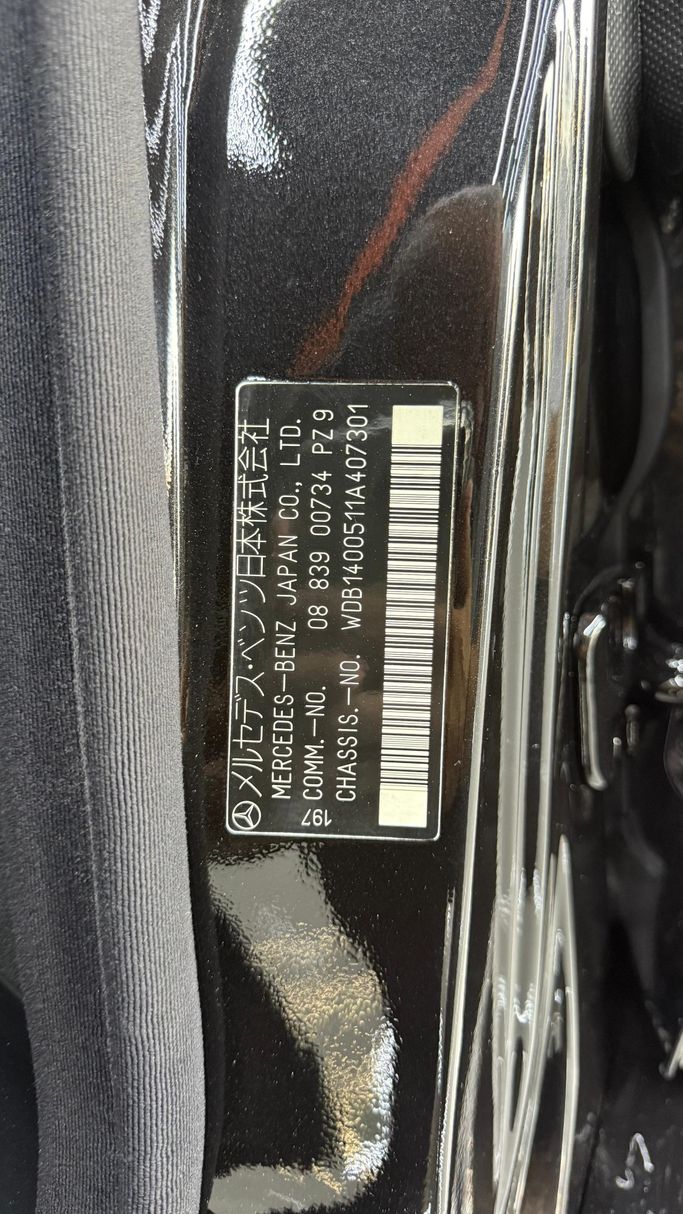 メルセデス・ベンツ日本株式会社
MERCEDES-BENZ JAPAN CO., LTD.
COMM.-NO. 08 839 00734 PZ 9
CHASSIS.-NO. WDB1400511A407301
197